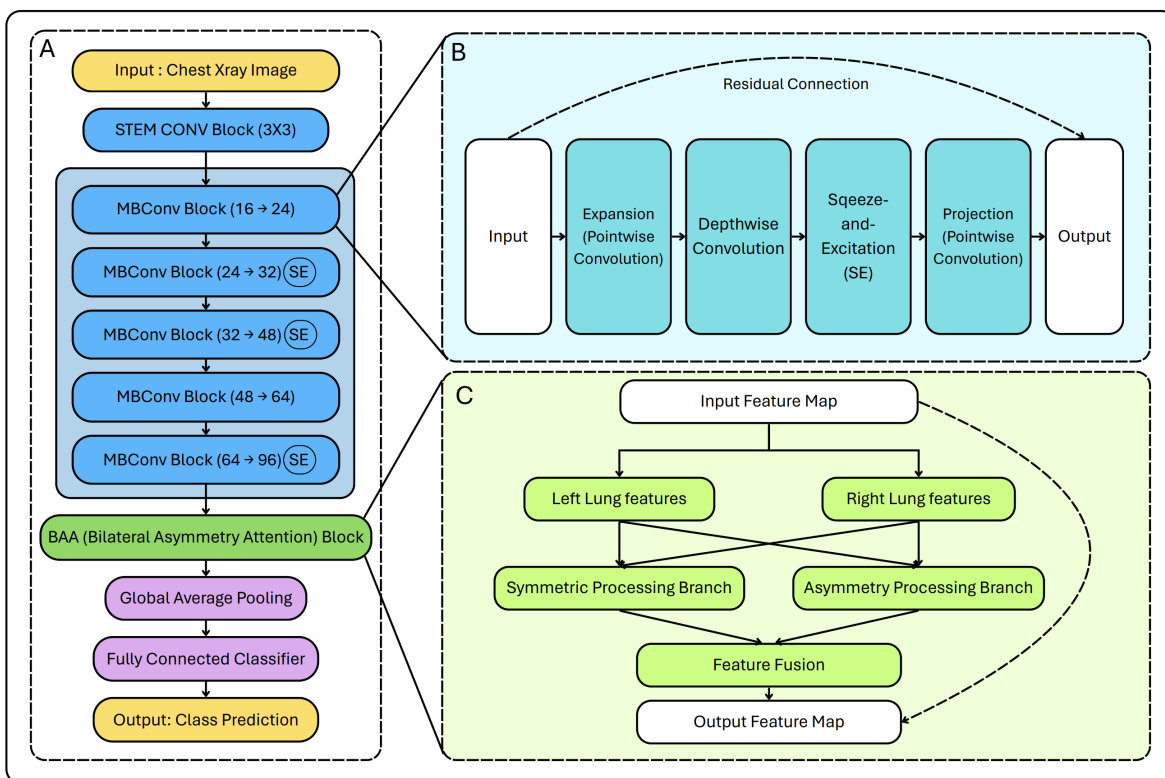 A
Input : Chest Xray Image
STEM CONV Block (3X3)
MBConv Block (16 → 24)
MBConv Block (24 → 32) SE
MBConv Block (32 → 48) SE
MBConv Block (48 → 64)
MBConv Block (64 → 96) SE
BAA (Bilateral Asymmetry Attention) Block
Global Average Pooling
Fully Connected Classifier
Output: Class Prediction
B
Residual Connection
Input
Expansion
(Pointwise
Convolution)
Depthwise
Convolution
Sqeeze-
and-
Excitation
(SE)
Projection
(Pointwise
Convolution)
Output
C
Input Feature Map
Left Lung features
Right Lung features
Symmetric Processing Branch
Asymmetry Processing Branch
Feature Fusion
Output Feature Map